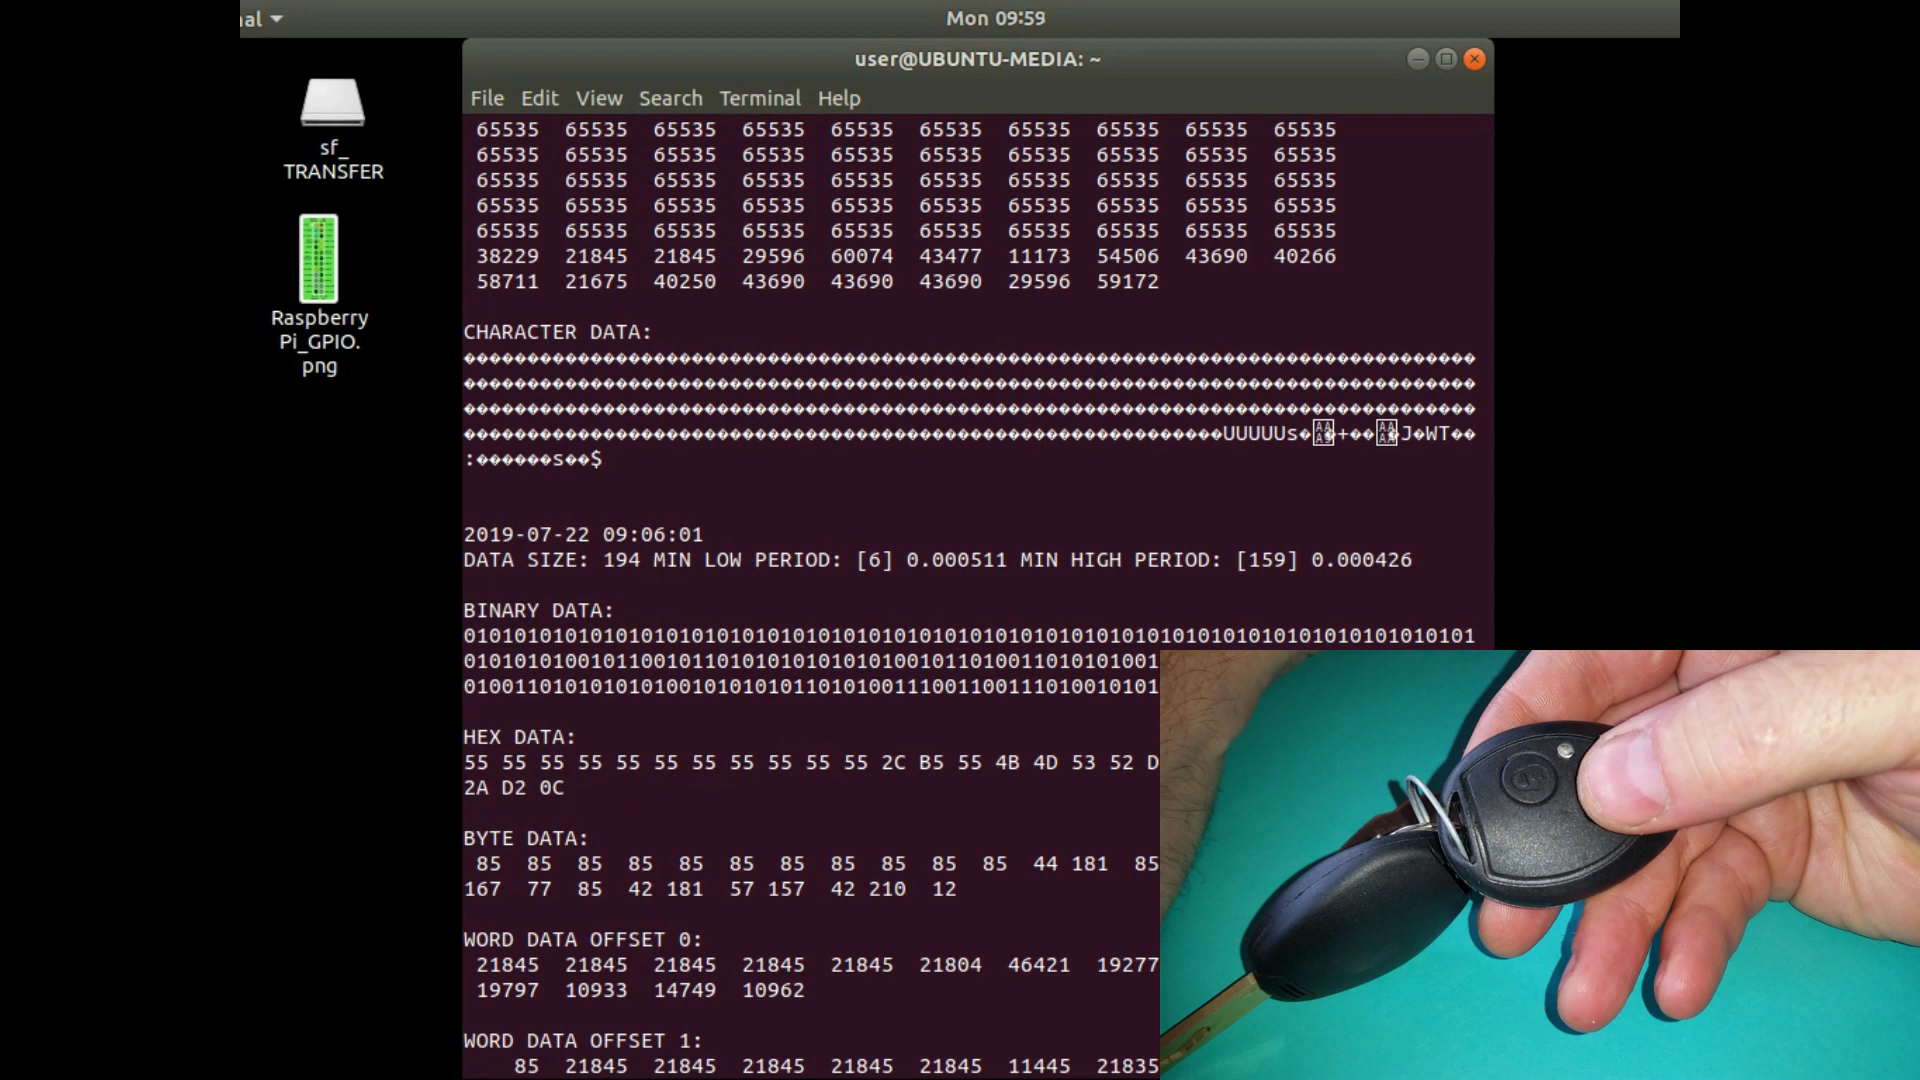 al
Mon 09:59
user@UBUNTU-MEDIA: ~
File Edit View Search Terminal Help
sf_
TRANSFER
Raspberry
Pi_GPIO.
png
65535 65535 65535 65535 65535 65535 65535 65535 65535 65535
65535 65535 65535 65535 65535 65535 65535 65535 65535 65535
65535 65535 65535 65535 65535 65535 65535 65535 65535 65535
65535 65535 65535 65535 65535 65535 65535 65535 65535 65535
65535 65535 65535 65535 65535 65535 65535 65535 65535 65535
38229 21845 21845 29596 60074 43477 11173 54506 43690 40266
58711 21675 40250 43690 43690 43690 29596 59172
CHARACTER DATA:
UUUUUs�+��J�WT��
:������s��$
2019-07-22 09:06:01
DATA SIZE: 194 MIN LOW PERIOD: [6] 0.000511 MIN HIGH PERIOD: [159] 0.000426
BINARY DATA:
01010101010101010101010101010101010101010101010101010101010101010101010101010101
0101010100101100101101010101010101001011010011010101001
010011010101010101001010101011010100111001100111010010101
HEX DATA:
55 55 55 55 55 55 55 55 55 55 55 2C B5 55 4B 4D 53 52 D
2A D2 0C
BYTE DATA:
85 85 85 85 85 85 85 85 85 85 85 44 181 85
167 77 85 42 181 57 157 42 210 12
WORD DATA OFFSET 0:
21845 21845 21845 21845 21845 21804 46421 19277
19797 10933 14749 10962
WORD DATA OFFSET 1:
85 21845 21845 21845 21845 21845 11445 21835